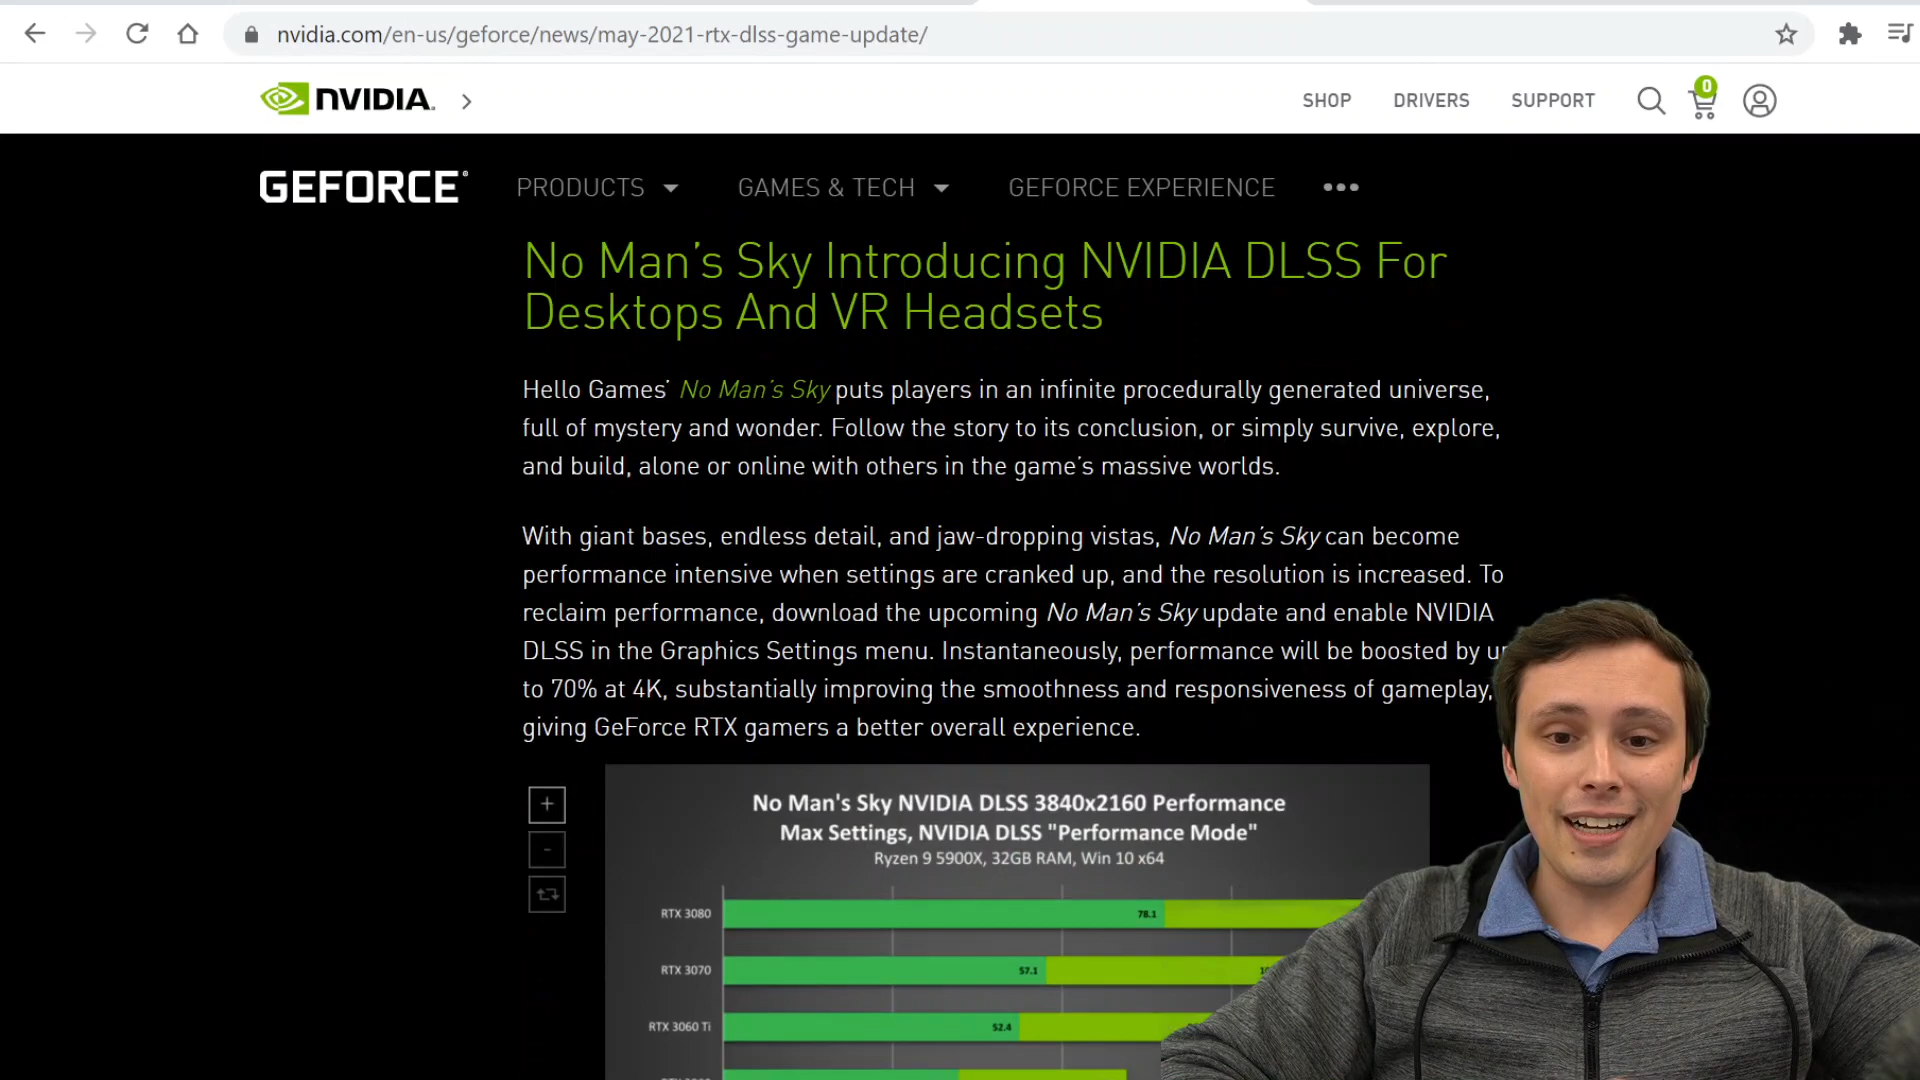 nvidia.com/en-us/geforce/news/may-2021-rtx-dlss-game-update/
NVIDIA.
SHOP
DRIVERS
SUPPORT
0
GEFORCE
PRODUCTS
GAMES & TECH
GEFORCE EXPERIENCE
No Man's Sky Introducing NVIDIA DLSS For
Desktops And VR Headsets
Hello Games' No Man's Sky puts players in an infinite procedurally generated universe,
full of mystery and wonder. Follow the story to its conclusion, or simply survive, explore,
and build, alone or online with others in the game's massive worlds.
With giant bases, endless detail, and jaw-dropping vistas, No Man's Sky can become
performance intensive when settings are cranked up, and the resolution is increased. To
reclaim performance, download the upcoming No Man's Sky update and enable NVIDIA
DLSS in the Graphics Settings menu. Instantaneously, performance will be boosted by
to 70% at 4K, substantially improving the smoothness and responsiveness of gameplay,
giving GeForce RTX gamers a better overall experience.
No Man's Sky NVIDIA DLSS 3840x2160 Performance
Max Settings, NVIDIA DLSS "Performance Mode"
Ryzen 9 5900X, 32GB RAM, Win 10 x64
RTX 3080
78.1
RTX 3070
57.1
RTX 3060 Ti
52.4